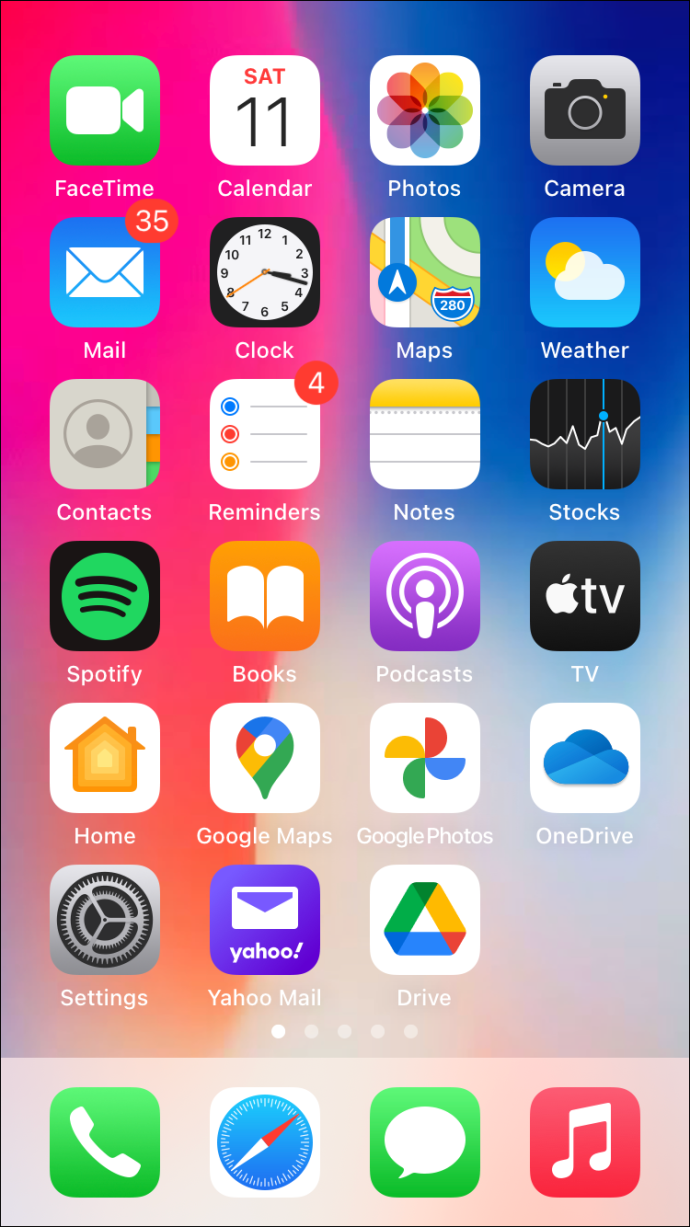 SAT
11
FaceTime
Calendar
Photos
Camera
35
12
11
1
10
2
9
3
8
4
7
5
6
280
Mail
Clock
Maps
Weather
4
Contacts
Reminders
Notes
Stocks
tv
Spotify
Books
Podcasts
TV
Home
Google Maps
Google Photos
OneDrive
yahoo!
Settings
Yahoo Mail
Drive